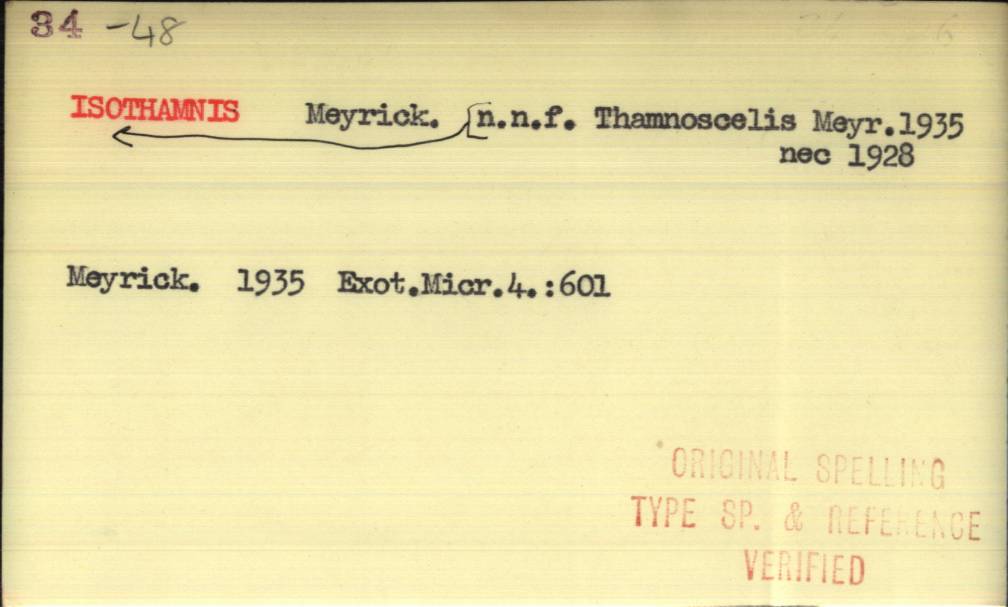 34 -48
ISOTHAMNIS Meyrick. [n.n.f. Thamnoscelis Meyr.1935
nec 1928
Meyrick. 1935 Exot.Micr.4.:601
ORIGINAL SPELLING
TYPE SP. & REFERENCE
VERIFIED